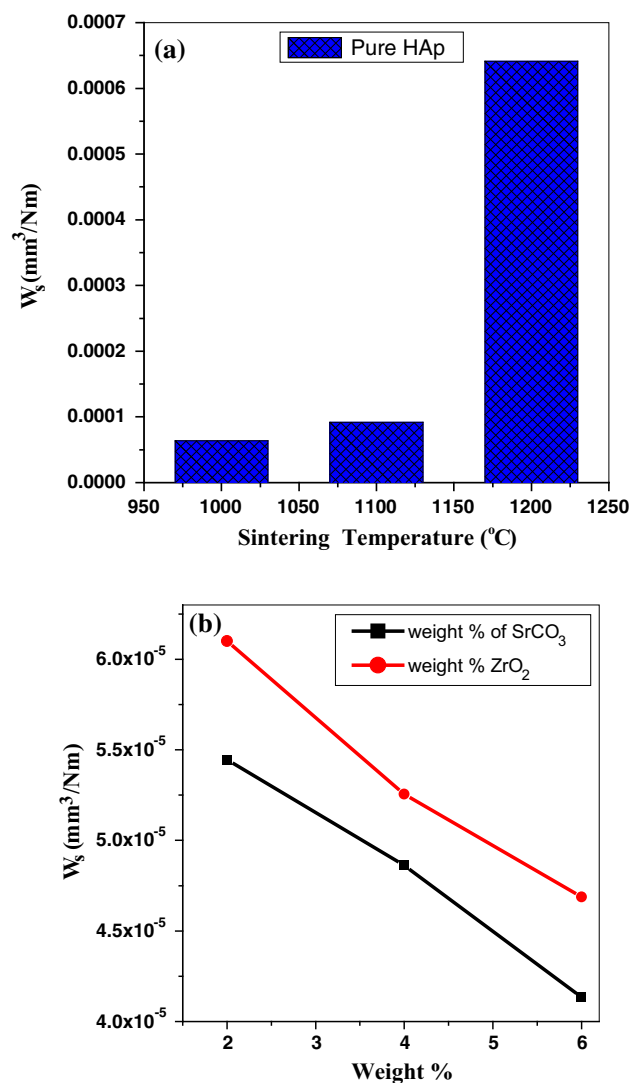 (a)
Pure HAp
0.0007
0.0006
0.0005
0.0004
0.0003
0.0002
0.0001
0.0000
Wₛ (mm³/Nm)
950 1000 1050 1100 1150 1200 1250
Sintering Temperature (°C)
(b)
weight % of SrCO₃
weight % ZrO₂
6.0x10⁻⁵
5.5x10⁻⁵
5.0x10⁻⁵
4.5x10⁻⁵
4.0x10⁻⁵
Wₛ (mm³/Nm)
2 3 4 5 6
Weight %